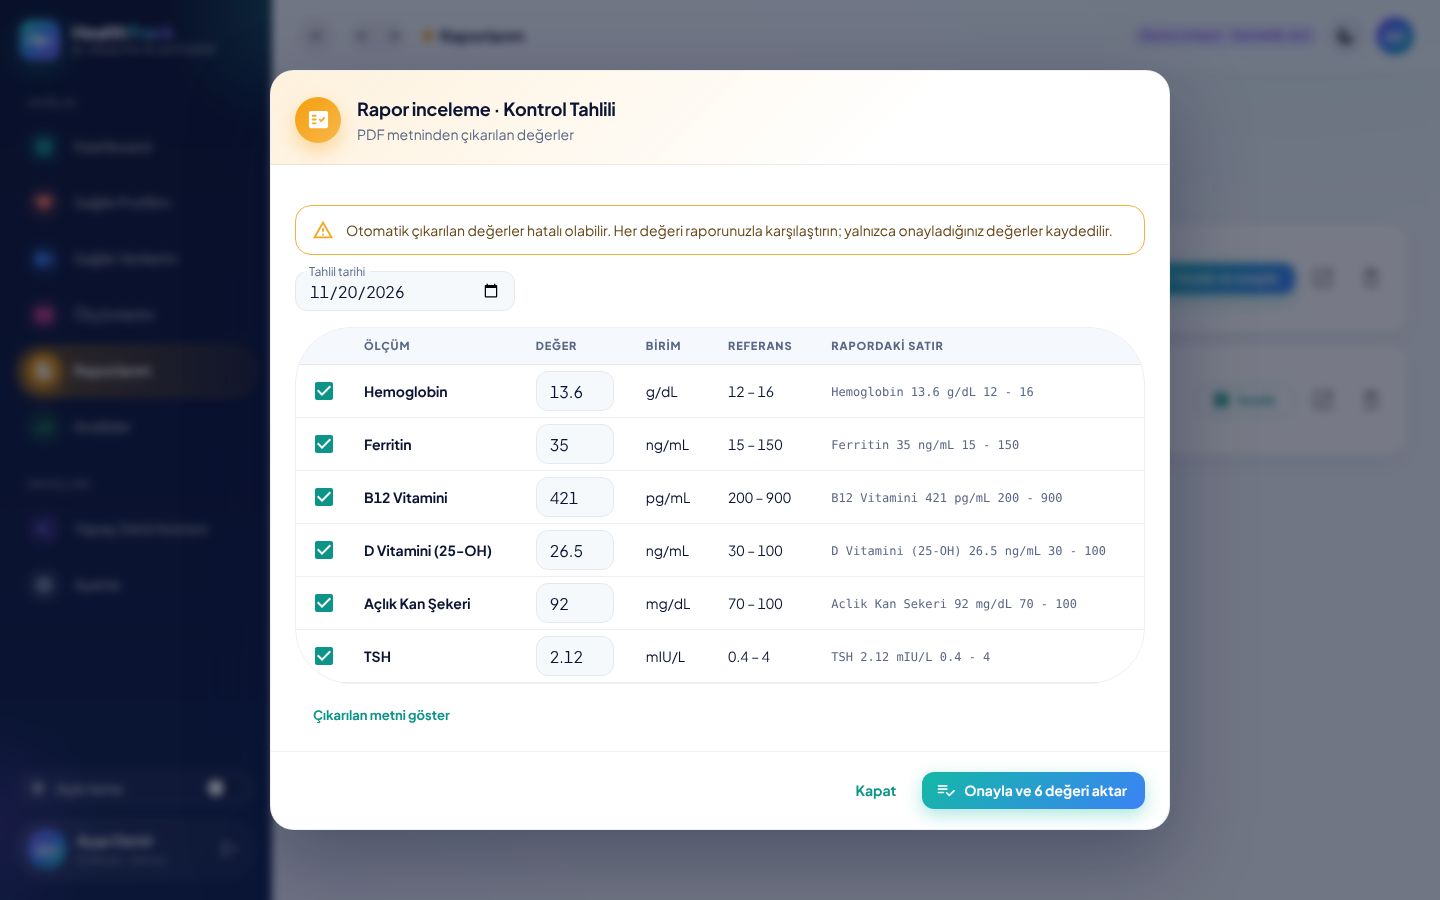 Rapor inceleme · Kontrol Tahlili
PDF metninden çıkarılan değerler
Otomatik çıkarılan değerler hatalı olabilir. Her değeri raporunuzla karşılaştırın; yalnızca onayladığınız değerler kaydedilir.
Tahlil tarihi
11/20/2026
ÖLÇÜM DEĞER BİRİM REFERANS RAPORDAKİ SATIR
Hemoglobin 13.6 g/dL 12 – 16 Hemoglobin 13.6 g/dL 12 - 16
Ferritin 35 ng/mL 15 – 150 Ferritin 35 ng/mL 15 - 150
B12 Vitamini 421 pg/mL 200 – 900 B12 Vitamini 421 pg/mL 200 - 900
D Vitamini (25-OH) 26.5 ng/mL 30 – 100 D Vitamini (25-OH) 26.5 ng/mL 30 - 100
Açlık Kan Şekeri 92 mg/dL 70 – 100 Aclik Kan Sekeri 92 mg/dL 70 - 100
TSH 2.12 mIU/L 0.4 – 4 TSH 2.12 mIU/L 0.4 - 4
Çıkarılan metni göster
Kapat
Onayla ve 6 değeri aktar